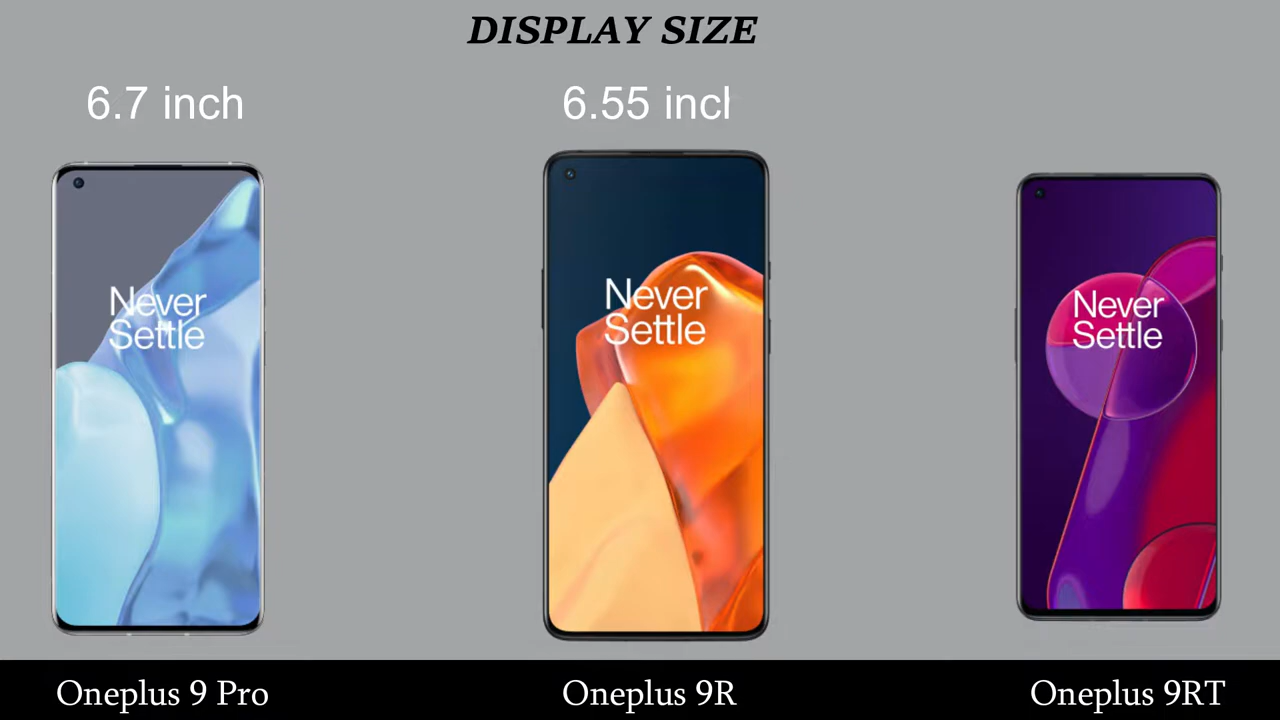 DISPLAY SIZE
6.7 inch
6.55 incl
Never
Settle
Never
Settle
Never
Settle
Oneplus 9 Pro
Oneplus 9R
Oneplus 9RT